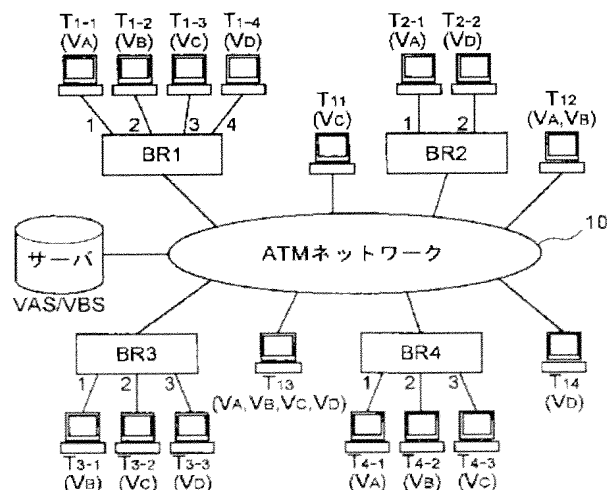 T1-1 T1-2 T1-3 T1-4
(VA) (VB) (VC) (VD)
T2-1 T2-2
(VA) (VD)
T11
(VC)
T12
(VA,VB)
1 2 3 4
BR1
1 2
BR2
10
サーバ
VAS/VBS
ATMネットワーク
BR3
1 2 3
T13
(VA,VB,VC,VD)
BR4
1 2 3
T14
(VD)
T3-1 T3-2 T3-3
(VB) (VC) (VD)
T4-1 T4-2 T4-3
(VA) (VB) (VC)